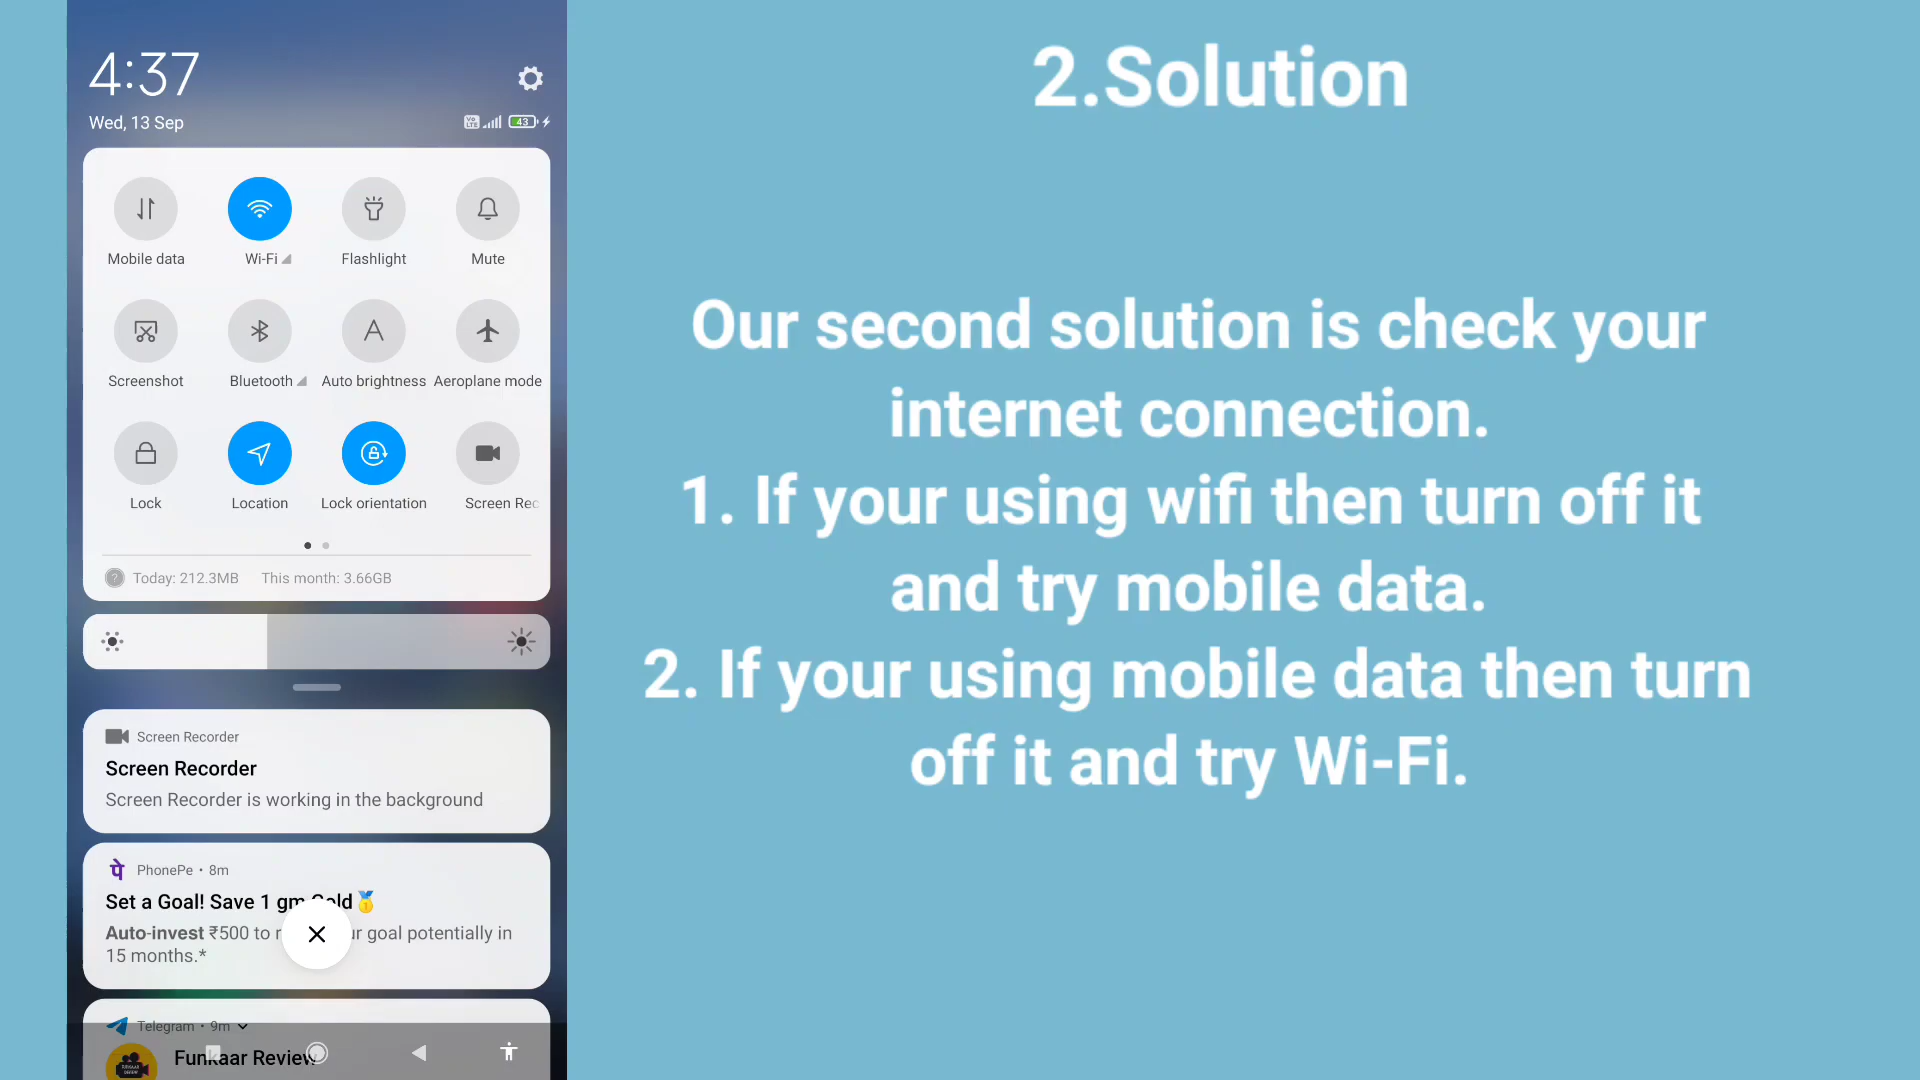 4:37
Wed, 13 Sep
43
Mobile data
Wi-Fi
Flashlight
Mute
Screenshot
Bluetooth
Auto brightness
Aeroplane mode
Lock
Location
Lock orientation
Screen Rec
Today: 212.3MB This month: 3.66GB
Screen Recorder
Screen Recorder
Screen Recorder is working in the background
PhonePe • 8m
Set a Goal! Save 1 gm Gold🥇
Auto-invest ₹500 to r ur goal potentially in
15 months.*
Telegram • 9m
Funkaar Review
2.Solution
Our second solution is check your
internet connection.
1. If your using wifi then turn off it
and try mobile data.
2. If your using mobile data then turn
off it and try Wi-Fi.